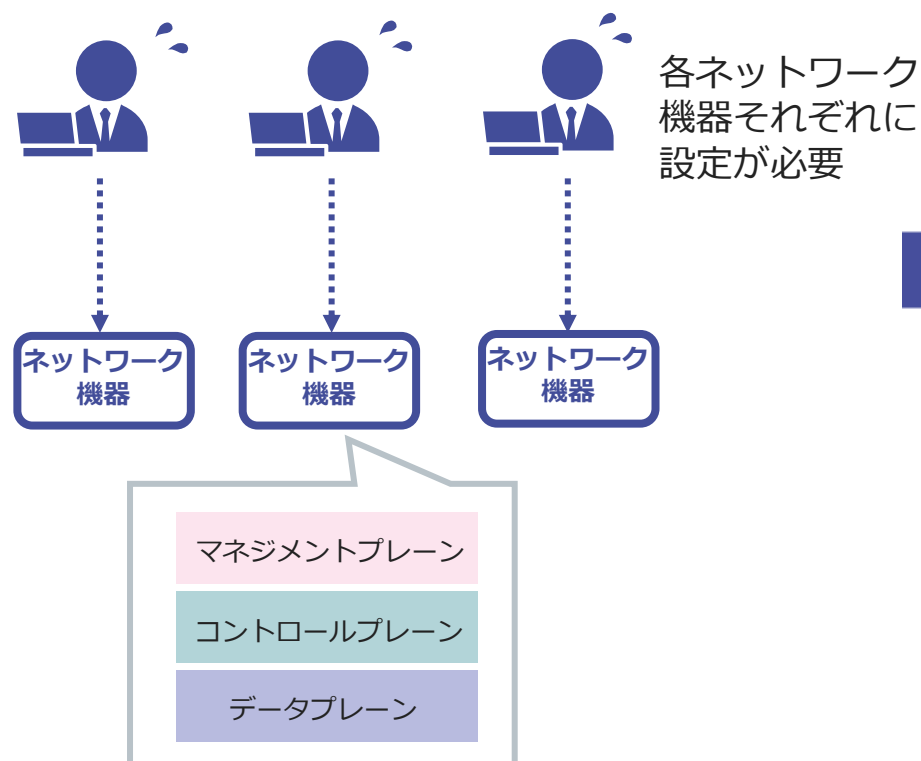 各ネットワーク
機器それぞれに
設定が必要
ネットワーク
機器
ネットワーク
機器
ネットワーク
機器
マネジメントプレーン
コントロールプレーン
データプレーン